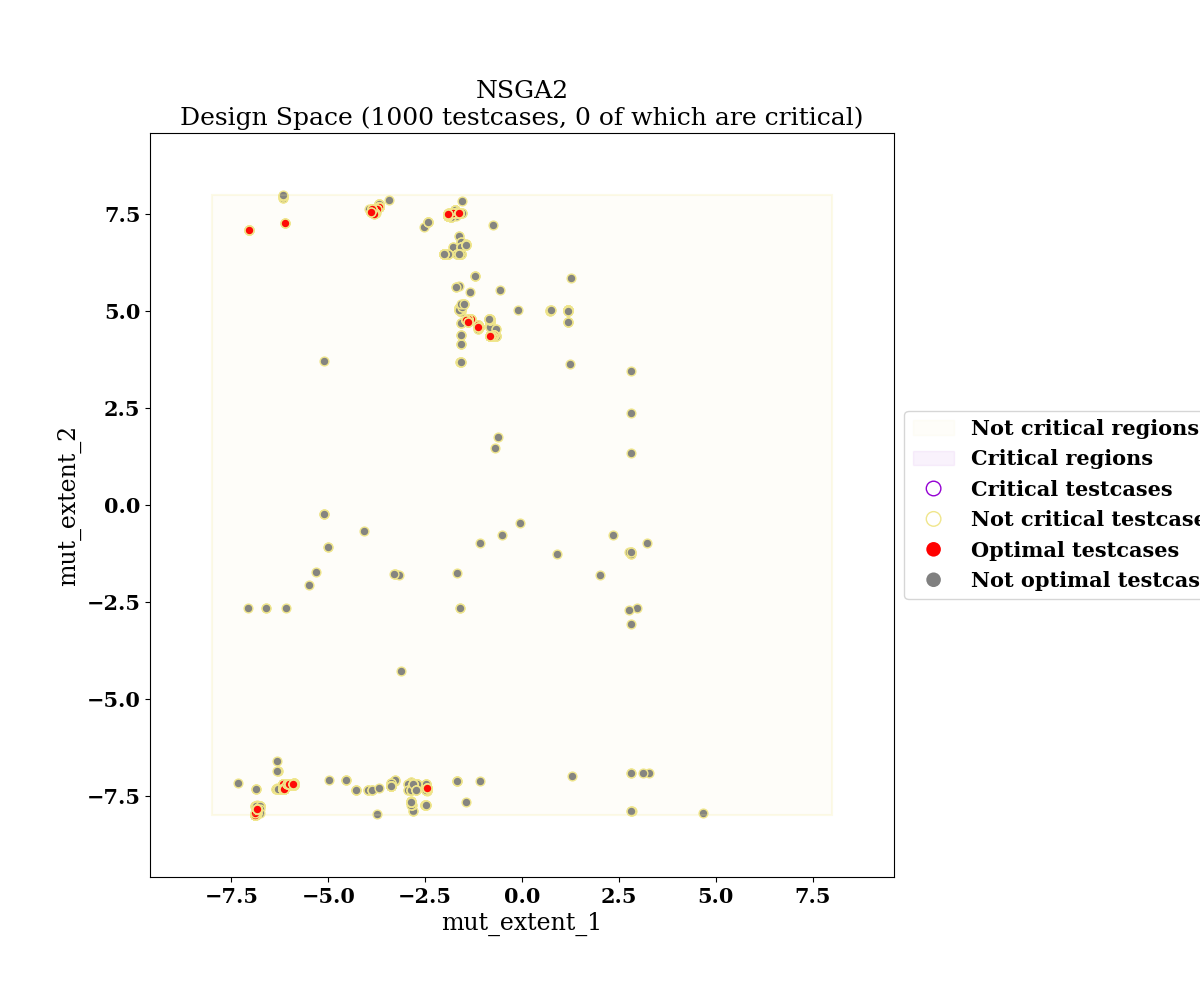 NSGA2
Design Space (1000 testcases, 0 of which are critical)
7.5
5.0
2.5
0.0
−2.5
−5.0
−7.5
mut_extent_2
−7.5
−5.0
−2.5
0.0
2.5
5.0
7.5
mut_extent_1
Not critical regions
Critical regions
Critical testcases
Not critical testcase
Optimal testcases
Not optimal testcas